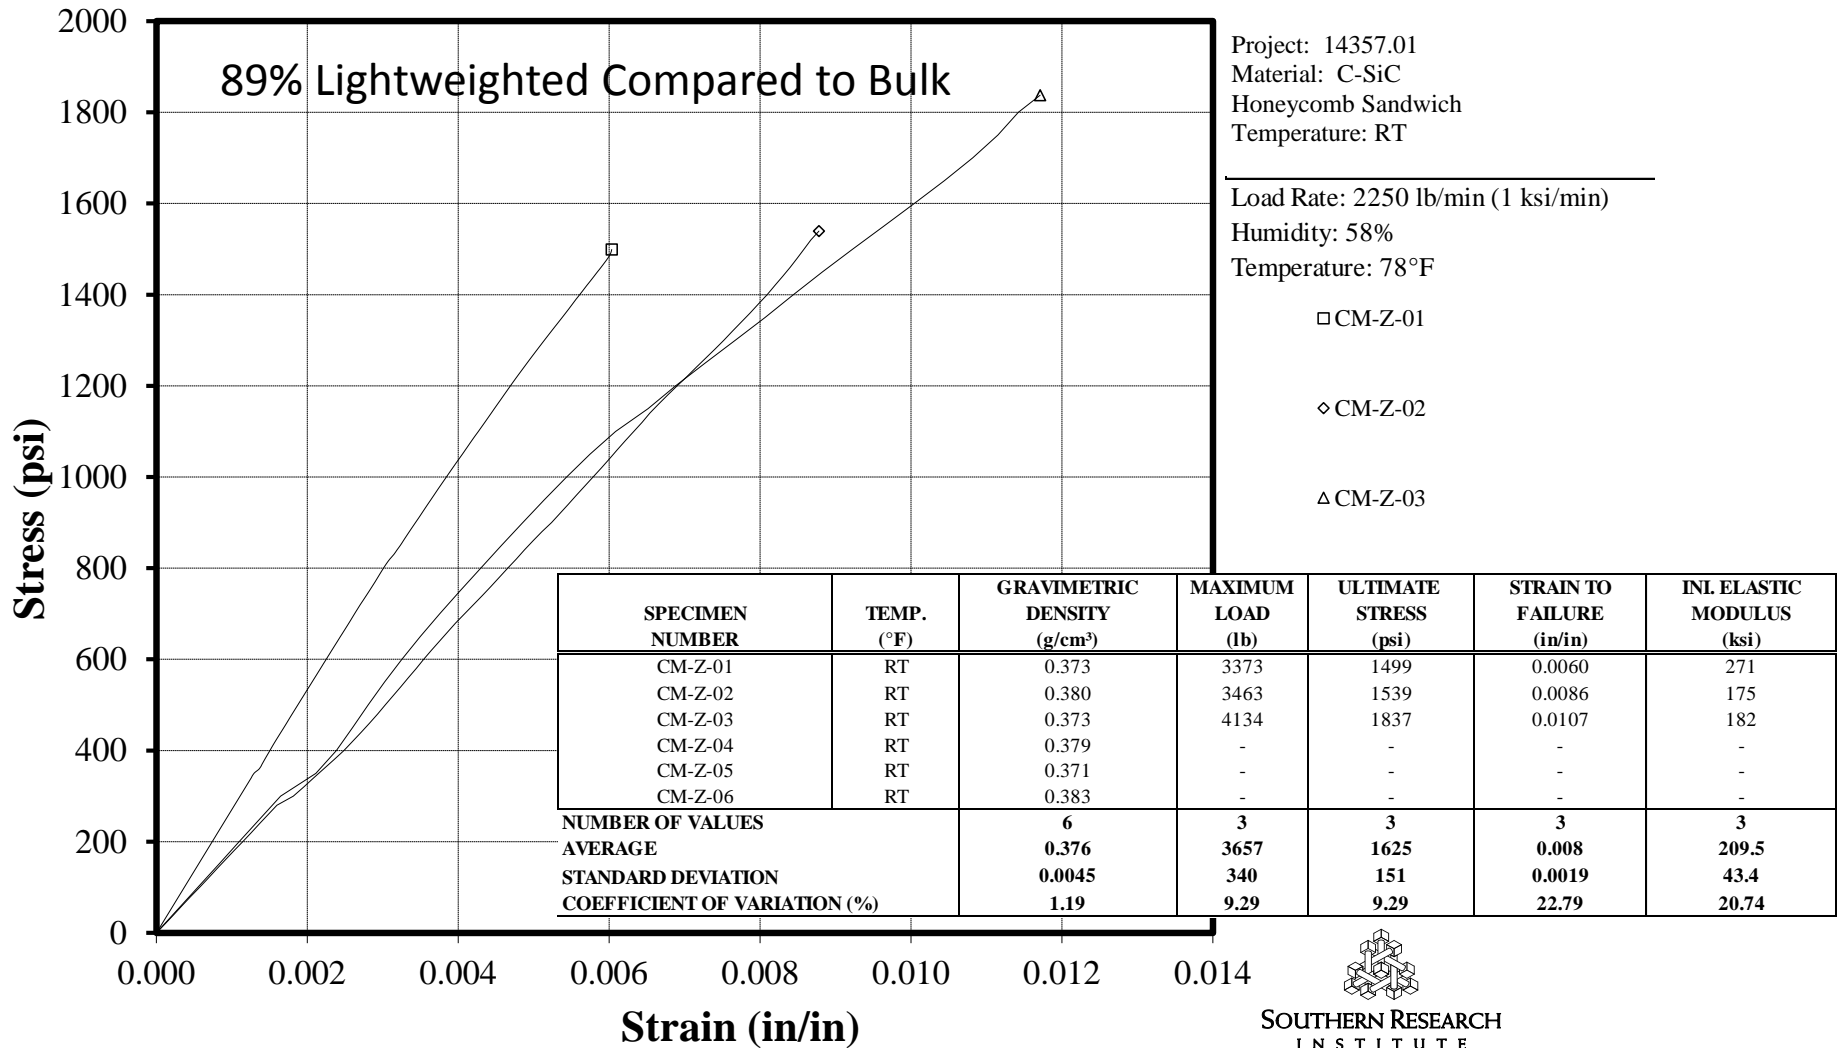 89% Lightweighted Compared to Bulk
Stress (psi)
2000
1800
1600
1400
1200
1000
800
600
400
200
0
0.000 0.002 0.004 0.006 0.008 0.010 0.012 0.014
Strain (in/in)
Project: 14357.01
Material: C-SiC
Honeycomb Sandwich
Temperature: RT
Load Rate: 2250 lb/min (1 ksi/min)
Humidity: 58%
Temperature: 78°F
CM-Z-01
CM-Z-02
CM-Z-03
GRAVIMETRIC MAXIMUM ULTIMATE STRAIN TO INI. ELASTIC
SPECIMEN TEMP. DENSITY LOAD STRESS FAILURE MODULUS
NUMBER (°F) (g/cm³) (lb) (psi) (in/in) (ksi)
CM-Z-01 RT 0.373 3373 1499 0.0060 271
CM-Z-02 RT 0.380 3463 1539 0.0086 175
CM-Z-03 RT 0.373 4134 1837 0.0107 182
CM-Z-04 RT 0.379 - - - -
CM-Z-05 RT 0.371 - - - -
CM-Z-06 RT 0.383 - - - -
NUMBER OF VALUES 6 3 3 3 3
AVERAGE 0.376 3657 1625 0.008 209.5
STANDARD DEVIATION 0.0045 340 151 0.0019 43.4
COEFFICIENT OF VARIATION (%) 1.19 9.29 9.29 22.79 20.74
SOUTHERN RESEARCH
INSTITUTE